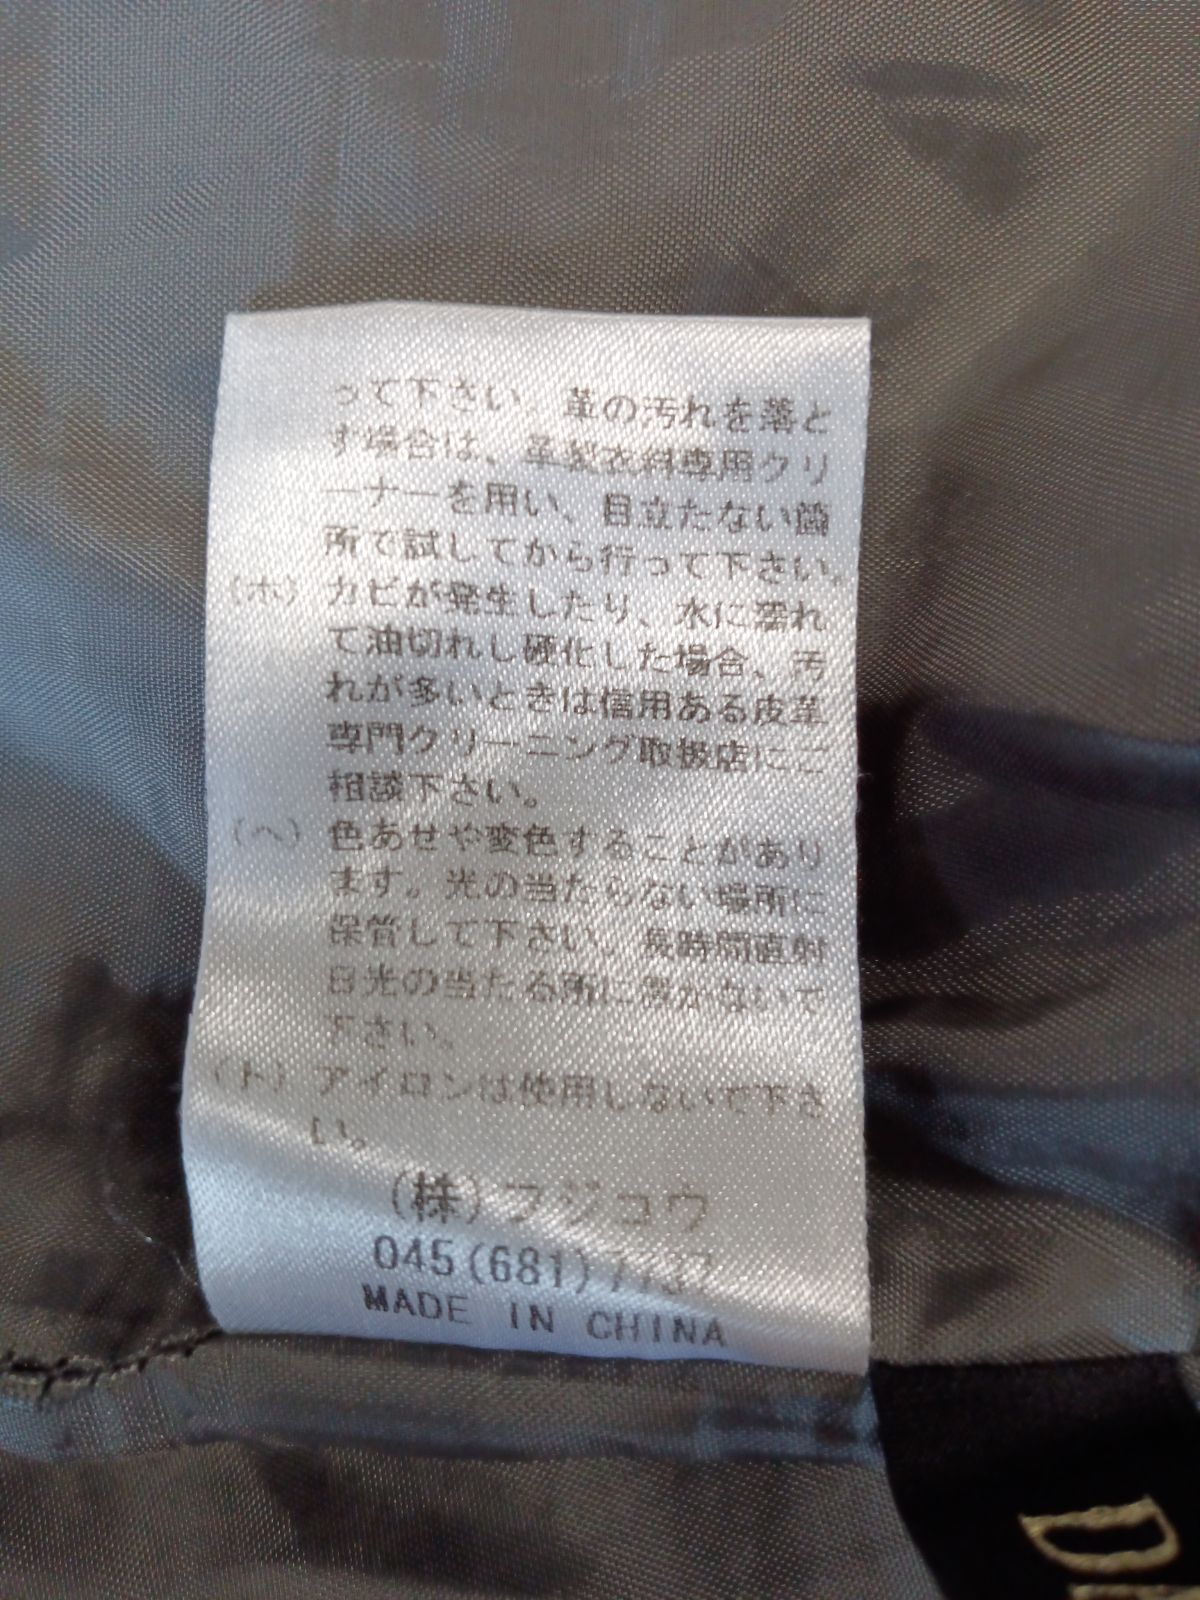 って下さい。革の汚れを落と
す場合は、革製衣料専用クリ
ーナーを用い、目立たない箇
所で試してから行って下さい。
(ホ) カビが発生したり、水に濡れ
て油切れし硬化した場合、汚
れが多いときは信用ある皮革
専門クリーニング取扱店にご
相談下さい。
(ヘ) 色あせや変色することがあり
ます。光の当たらない場所に
保管して下さい。長時間直射
日光の当たる所に置かないで
下さい。
(ト) アイロンは使用しないで下さ
い。
(株)フジコウ
045(681)7737
MADE IN CHINA
D